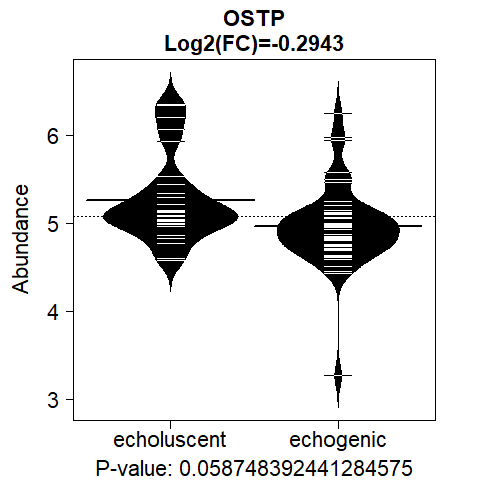 OSTP
Log2(FC)=-0.2943
Abundance
6
5
4
3
echoluscent echogenic
P-value: 0.058748392441284575